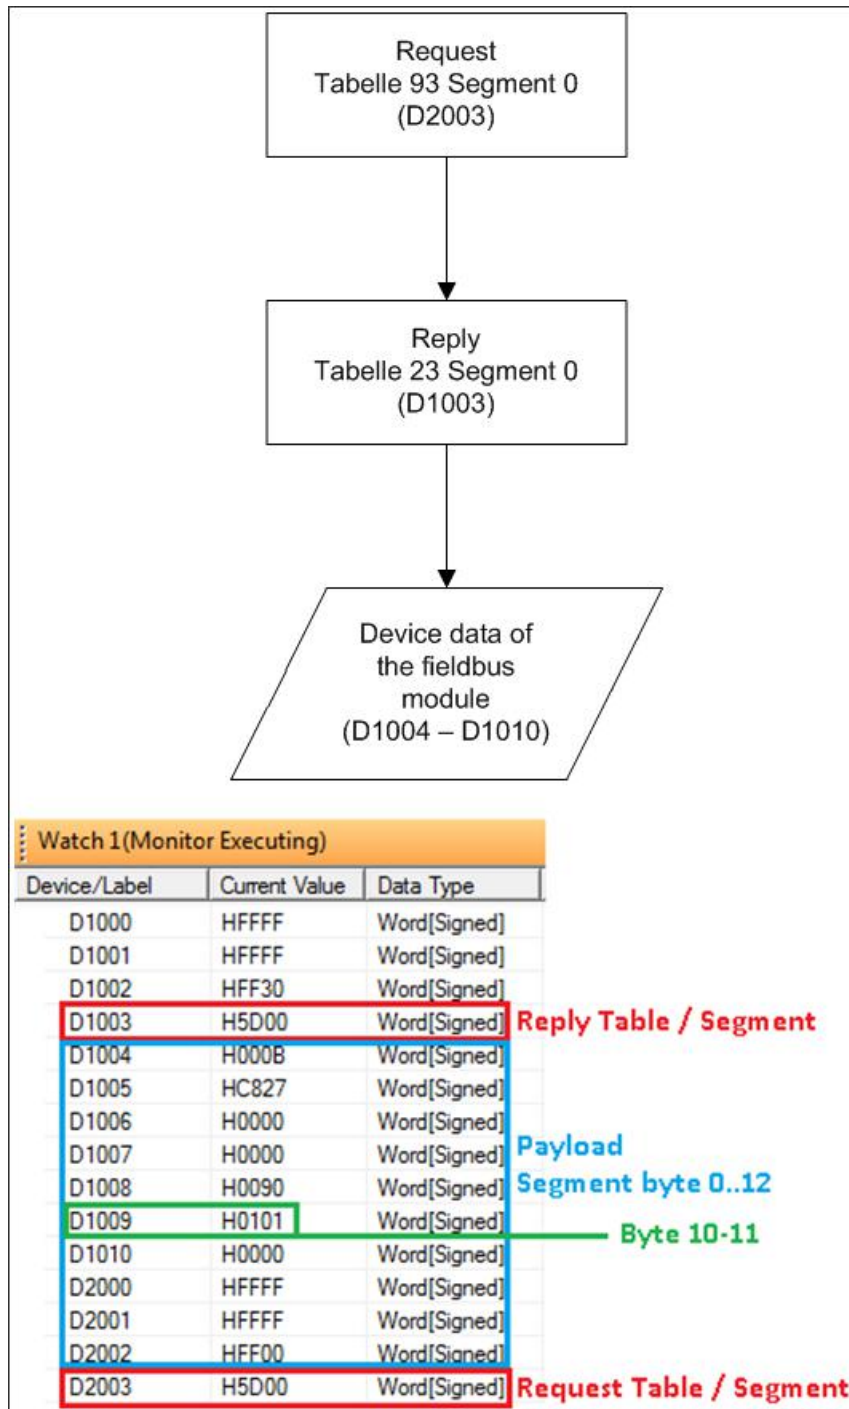 Request
Tabelle 93 Segment 0
(D2003)
Reply
Tabelle 23 Segment 0
(D1003)
Device data of
the fieldbus
module
(D1004 – D1010)
Watch 1(Monitor Executing)
Device/Label Current Value Data Type
D1000 HFFFF Word[Signed]
D1001 HFFFF Word[Signed]
D1002 HFF30 Word[Signed]
D1003 H5D00 Word[Signed] Reply Table / Segment
D1004 H000B Word[Signed]
D1005 HC827 Word[Signed]
D1006 H0000 Word[Signed]
D1007 H0000 Word[Signed] Payload
D1008 H0090 Word[Signed] Segment byte 0..12
D1009 H0101 Word[Signed] Byte 10-11
D1010 H0000 Word[Signed]
D2000 HFFFF Word[Signed]
D2001 HFFFF Word[Signed]
D2002 HFF00 Word[Signed]
D2003 H5D00 Word[Signed] Request Table / Segment